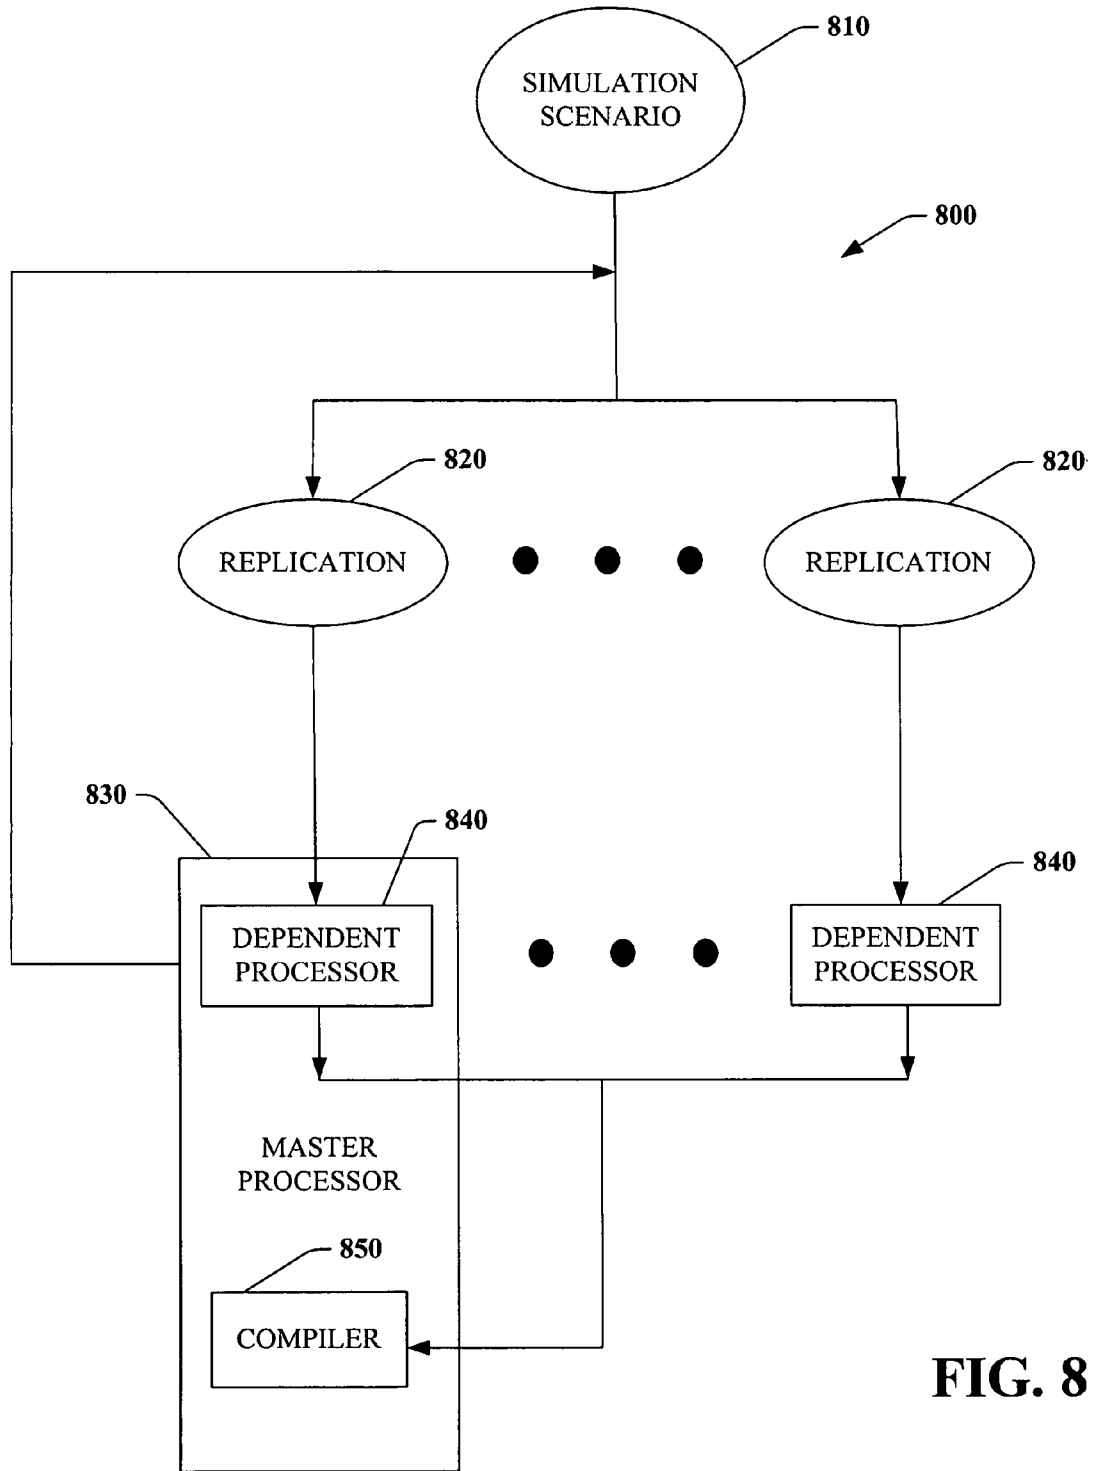 810
SIMULATION
SCENARIO
800
820
820
REPLICATION
REPLICATION
830
840
840
DEPENDENT
PROCESSOR
DEPENDENT
PROCESSOR
MASTER
PROCESSOR
850
COMPILER
FIG. 8